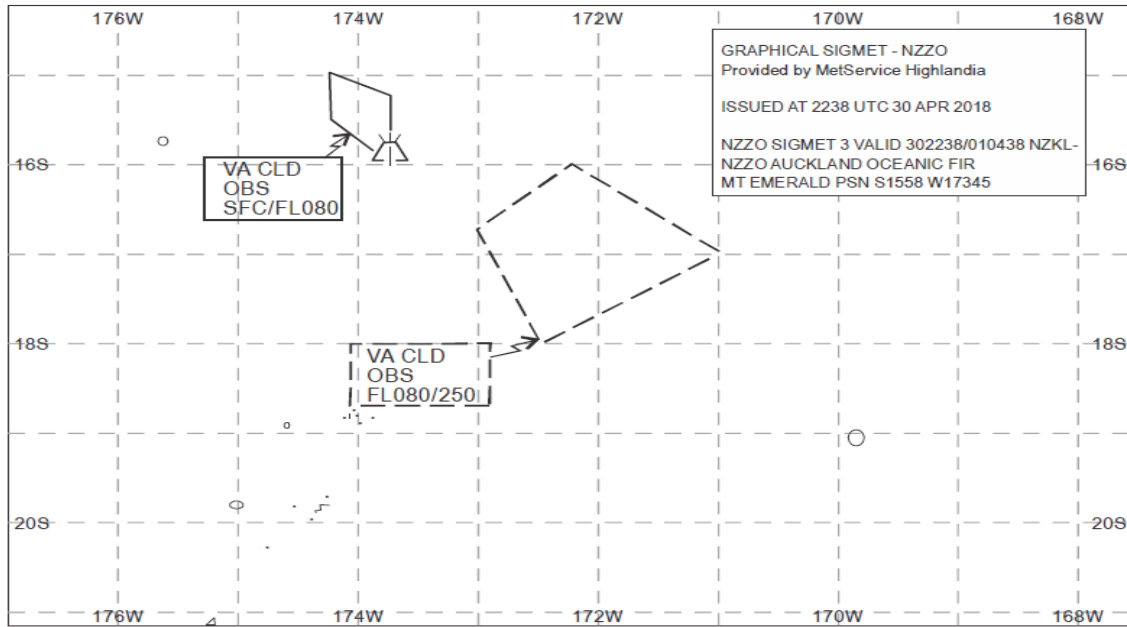 176W 174W 172W 170W 168W
GRAPHICAL SIGMET - NZZO
Provided by MetService Highlandia
ISSUED AT 2238 UTC 30 APR 2018
NZZO SIGMET 3 VALID 302238/010438 NZKL-
NZZO AUCKLAND OCEANIC FIR
MT EMERALD PSN S1558 W17345
16S 16S
VA CLD
OBS
SFC/FL080
18S 18S
VA CLD
OBS
FL080/250
20S 20S
176W 174W 172W 170W 168W